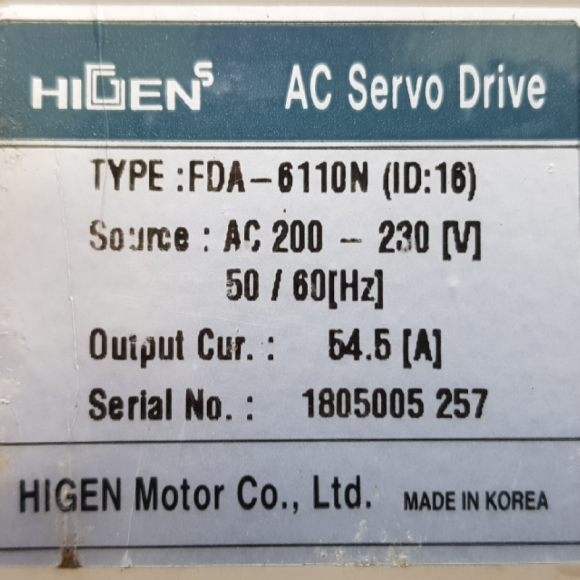 HIGENS AC Servo Drive
TYPE :FDA-6110N (ID:16)
Source : AC 200 - 230 [V]
50 / 60[Hz]
Output Cur. : 54.5 [A]
Serial No. : 1805005 257
HIGEN Motor Co., Ltd. MADE IN KOREA